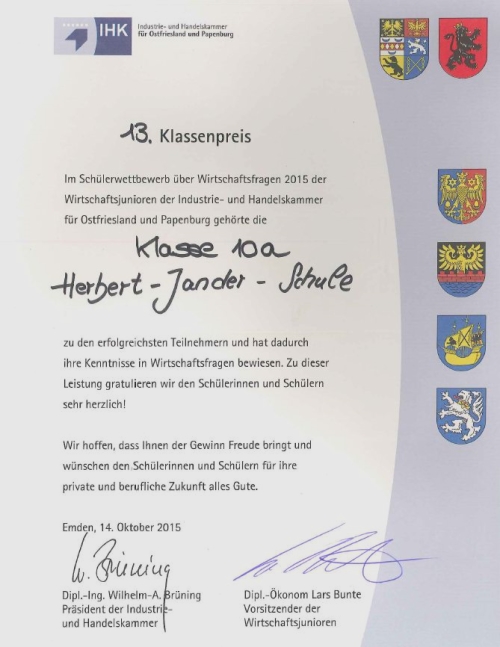 IHK
Industrie- und Handelskammer
für Ostfriesland und Papenburg
13. Klassenpreis
Im Schülerwettbewerb über Wirtschaftsfragen 2015 der
Wirtschaftsjunioren der Industrie- und Handelskammer
für Ostfriesland und Papenburg gehörte die
Klasse 10a
Herbert-Jander-Schule
zu den erfolgreichsten Teilnehmern und hat dadurch
ihre Kenntnisse in Wirtschaftsfragen bewiesen. Zu dieser
Leistung gratulieren wir den Schülerinnen und Schülern
sehr herzlich!
Wir hoffen, dass Ihnen der Gewinn Freude bringt und
wünschen den Schülerinnen und Schülern für ihre
private und berufliche Zukunft alles Gute.
Emden, 14. Oktober 2015
W. Brüning
Dipl.-Ing. Wilhelm-A. Brüning
Präsident der Industrie-
und Handelskammer
Dipl.-Ökonom Lars Bunte
Vorsitzender der
Wirtschaftsjunioren